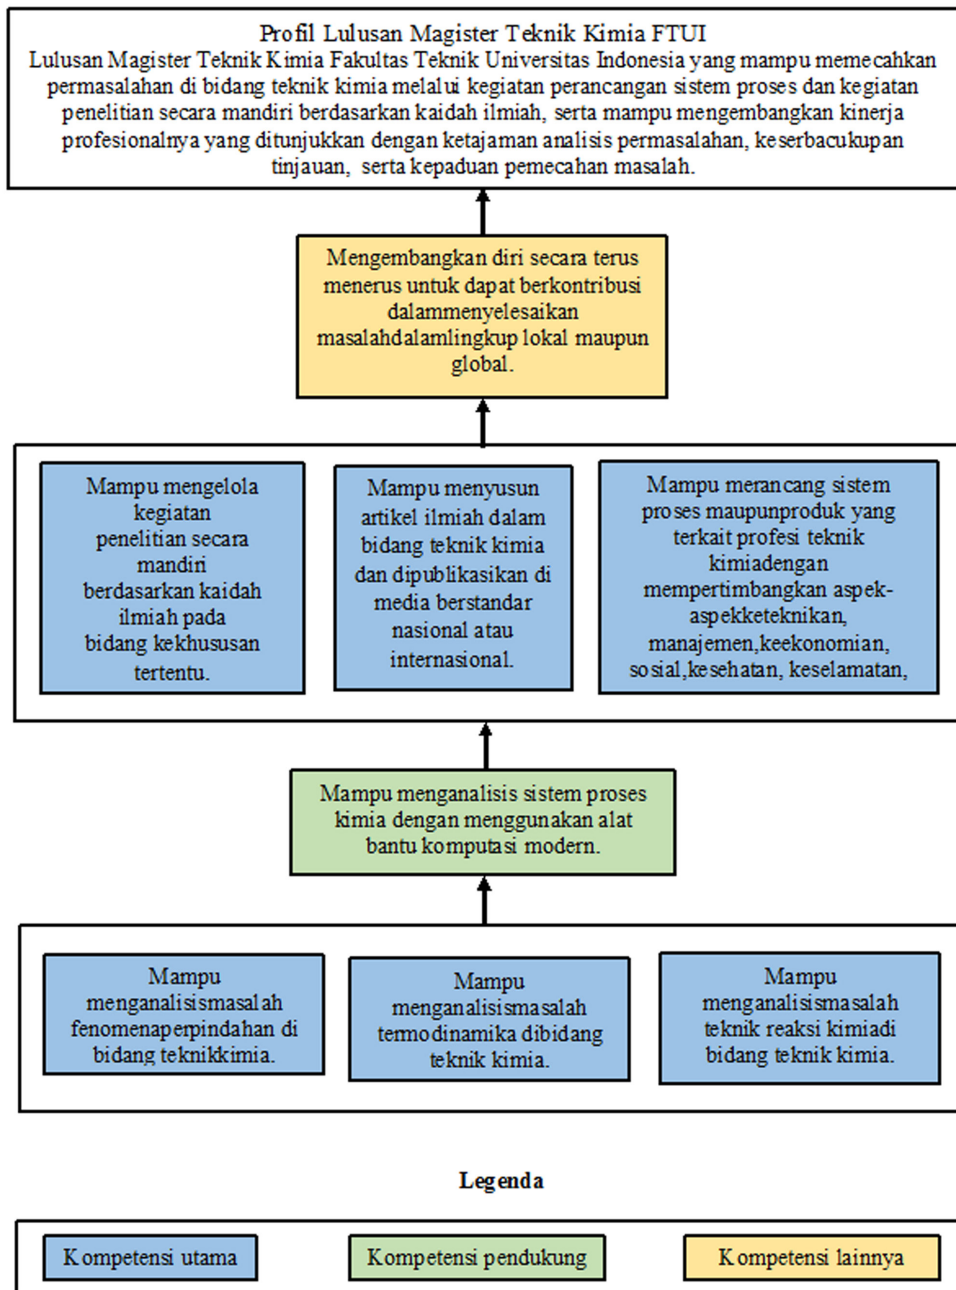 Profil Lulusan Magister Teknik Kimia FTUI
Lulusan Magister Teknik Kimia Fakultas Teknik Universitas Indonesia yang mampu memecahkan
permasalahan di bidang teknik kimia melalui kegiatan perancangan sistem proses dan kegiatan
penelitian secara mandiri berdasarkan kaidah ilmiah, serta mampu mengembangkan kinerja
profesionalnya yang ditunjukkan dengan ketajaman analisis permasalahan, keserbacukupan
tinjauan, serta kepaduan pemecahan masalah.
Mengembangkan diri secara terus
menerus untuk dapat berkontribusi
dalammenyelesaikan
masalahdalamlingkup lokal maupun
global.
Mampu mengelola
kegiatan
penelitian secara
mandiri
berdasarkan kaidah
ilmiah pada
bidang kekhususan
tertentu.
Mampu menyusun
artikel ilmiah dalam
bidang teknik kimia
dan dipublikasikan di
media berstandar
nasional atau
internasional.
Mampu merancang sistem
proses maupunproduk yang
terkait profesi teknik
kimiadengan
mempertimbangkan aspek-
aspekketeknikan,
manajemen,keekonomian,
sosial,kesehatan, keselamatan,
Mampu menganalisis sistem proses
kimia dengan menggunakan alat
bantu komputasi modern.
Mampu
menganalisismasalah
fenomenaperpindahan di
bidang teknikkimia.
Mampu
menganalisismasalah
termodinamika dibidang
teknik kimia.
Mampu
menganalisismasalah
teknik reaksi kimiadi
bidang teknik kimia.
Legenda
Kompetensi utama
Kompetensi pendukung
Kompetensi lainnya